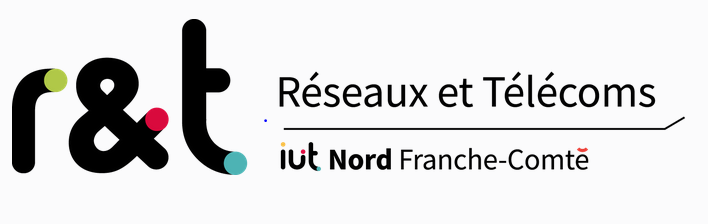 r&t
Réseaux et Télécoms
iut Nord Franche-Comté